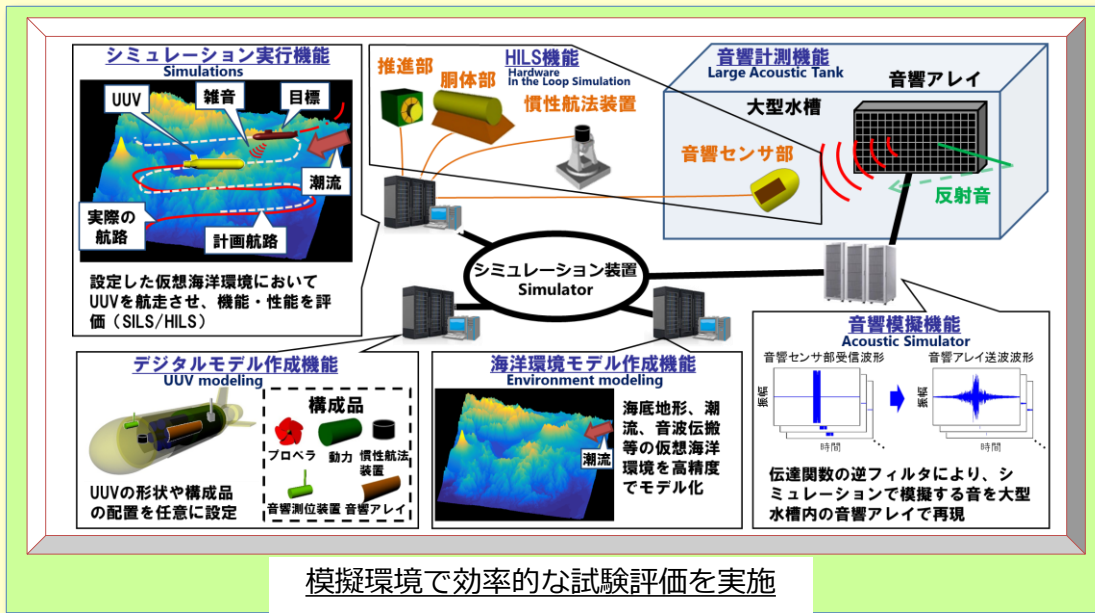 シミュレーション実行機能
Simulations
UUV
雑音
目標
潮流
実際の
航路
計画航路
設定した仮想海洋環境において
UUVを航走させ、機能・性能を評
価（SILS/HILS）
HILS機能
Hardware
In the Loop Simulation
推進部
胴体部
慣性航法装置
音響センサ部
音響計測機能
Large Acoustic Tank
音響アレイ
大型水槽
反射音
シミュレーション装置
Simulator
デジタルモデル作成機能
UUV modeling
構成品
プロペラ
動力
慣性航法
装置
音響測位装置
音響アレイ
UUVの形状や構成品
の配置を任意に設定
海洋環境モデル作成機能
Environment modeling
潮流
海底地形、潮
流、音波伝搬
等の仮想海洋
環境を高精度
でモデル化
音響模擬機能
Acoustic Simulator
音響センサ部受信波形
音響アレイ送波波形
振幅
時間
振幅
時間
伝達関数の逆フィルタにより、シ
ミュレーションで模擬する音を大型
水槽内の音響アレイで再現
模擬環境で効率的な試験評価を実施